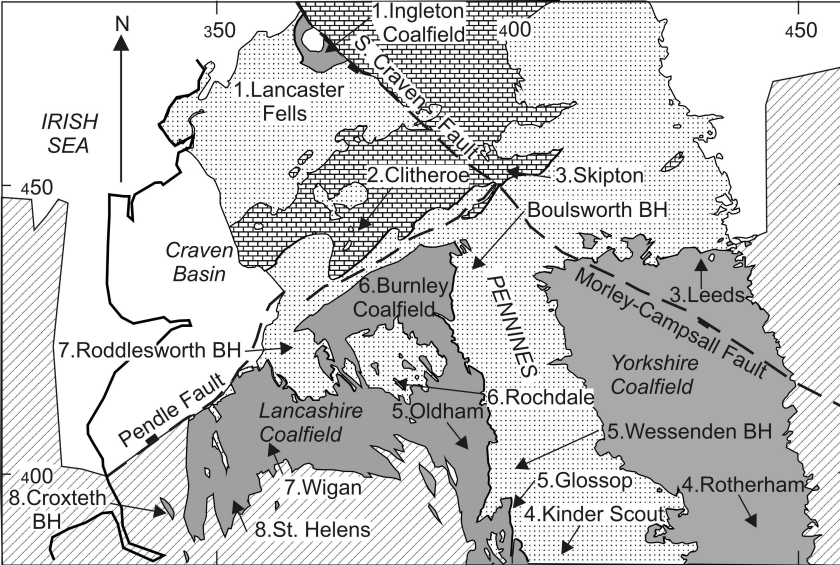 N
350
1.Ingleton
Coalfield
400
450
S. Craven Fault
1.Lancaster
Fells
IRISH
SEA
2.Clitheroe
3.Skipton
450
Boulsworth BH
Craven
Basin
6.Burnley
Coalfield
PENNINES
3.Leeds
Morley-Campsall Fault
7.Roddlesworth BH
Yorkshire
Coalfield
Pendle Fault
6.Rochdale
Lancashire
Coalfield
5.Oldham
5.Wessenden BH
400
7.Wigan
5.Glossop
4.Rotherham
8.Croxteth
BH
8.St. Helens
4.Kinder Scout